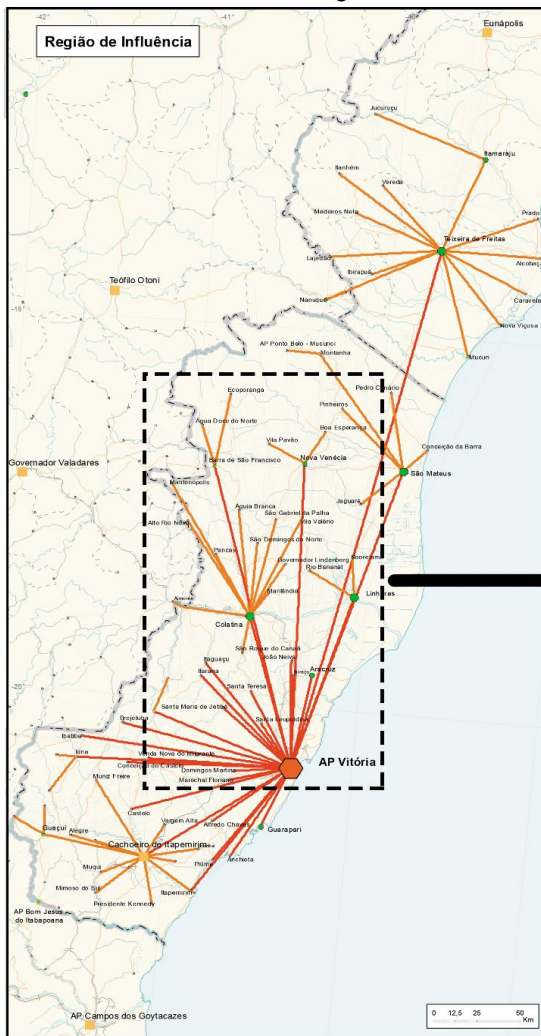 -42
-41
-40
Região de Influência
Eunápolis
Jucuruçu
Itamaraju
Itanhém
Vereda
Medeiros Neto
Prado
Teixeira de Freitas
Lajedão
Ibirapuã
Alcobaça
Teófilo Otoni
Nanuque
Caravela
-18
Nova Viçosa
AP Ponto Belo - Mucurici
Montanha
Mucuri
Ecoporanga
Pedro Canário
Pinheiros
Água Doce do Norte
Boa Esperança
Vila Pavão
Conceição da Barra
Governador Valadares
Barra de São Francisco
Nova Venécia
São Mateus
Mantenópolis
Jaguaré
Águia Branca
São Gabriel da Palha
Alto Rio Novo
Vila Valério
São Domingos do Norte
Pancas
Sooretama
Governador Lindenberg
Rio Bananal
Marilândia
Aimorés
Linhares
Colatina
São Roque do Canaã
João Neiva
Itaguaçu
-20
Itarana
Aracruz
Santa Teresa
Santa Maria de Jetibá
Santa Leopoldina
Brejetuba
Ibatiba
Iúna
Venda Nova do Imigrante
Conceição do Castelo
AP Vitória
Domingos Martins
Muniz Freire
Marechal Floriano
Castelo
Vargem Alta
Alfredo Chaves
Guarapari
Guaçuí
Alegre
Cachoeiro de Itapemirim
Anchieta
Piúma
Muqui
Mimoso do Sul
Itapemirim
AP Bom Jesus
do Itabapoana
Presidente Kennedy
AP Campos dos Goytacazes
0 12,5 25 50
Km